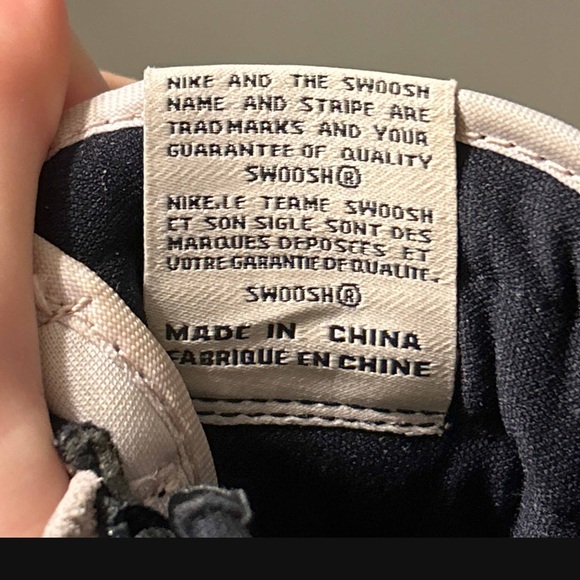 NIKE AND THE SWOOSH
NAME AND STRIPE ARE
TRADMARKS AND YOUR
GUARANTEE OF QUALITY
SWOOSH®
NIKE.LE TERME SWOOSH
ET SON SIGLE SONT DES
MARQUES DEPOSEES ET
VOTRE GARANTIE DE QUALITE.
SWOOSH®
MADE IN CHINA
FABRIQUE EN CHINE